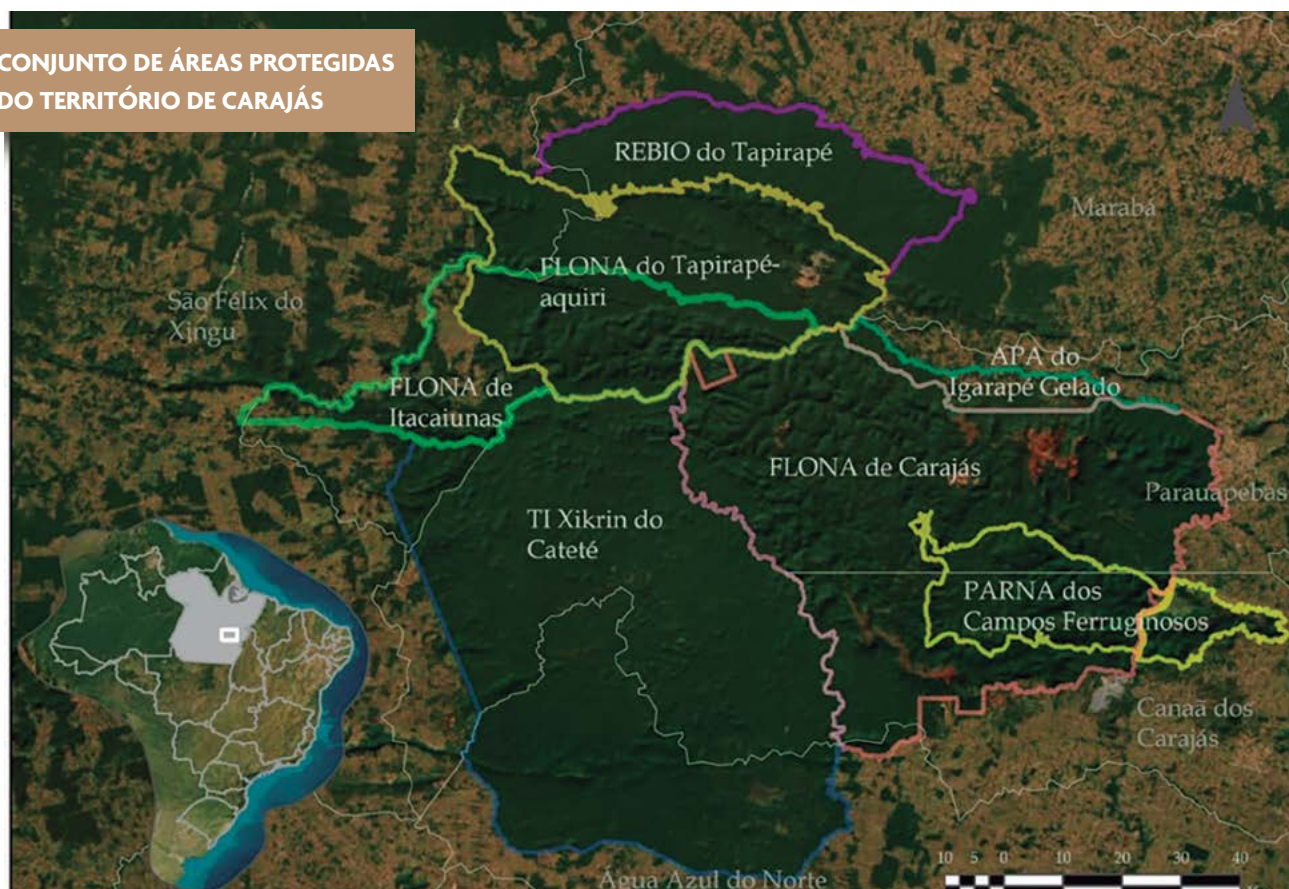 CONJUNTO DE ÁREAS PROTEGIDAS
DO TERRITÓRIO DE CARAJÁS
REBIO do Tapirapé
Marabá
FLONA do Tapirapé-
aquiri
São Félix do
Xingu
APA do
Igarapé Gelado
FLONA de
Itacaiunas
FLONA de Carajás
Parauapebas
TI Xikrin do
Cateté
PARNA dos
Campos Ferruginosos
Canaã dos
Carajás
Água Azul do Norte
10 5 0 10 20 30 40